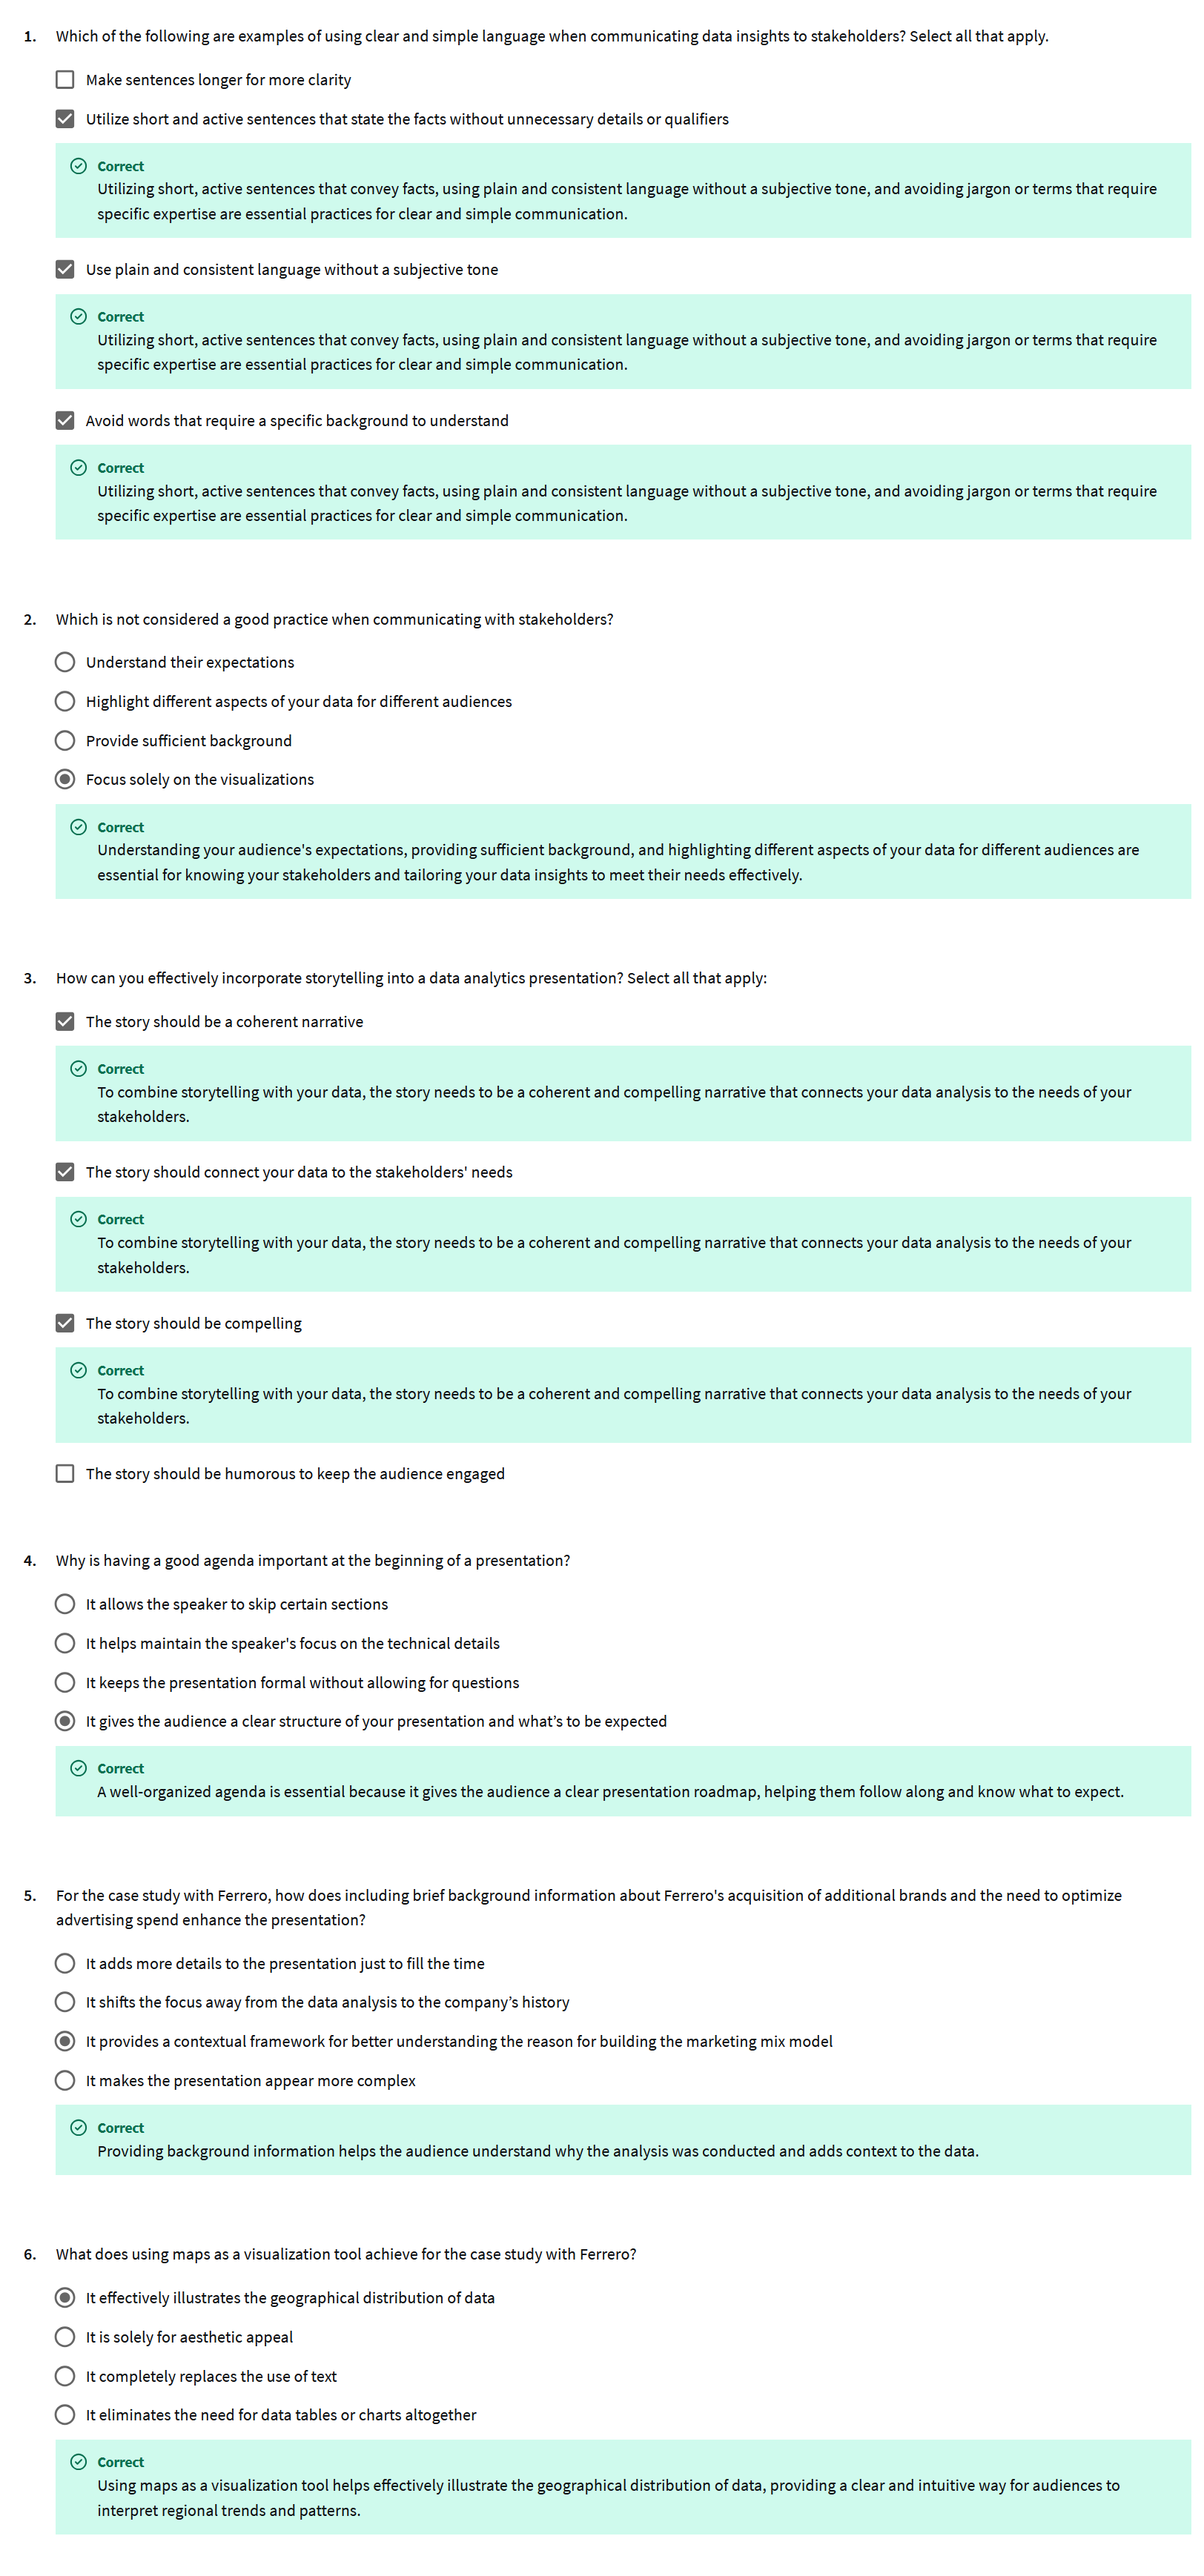 1. Which of the following are examples of using clear and simple language when communicating data insights to stakeholders? Select all that apply.
Make sentences longer for more clarity
Utilize short and active sentences that state the facts without unnecessary details or qualifiers
Correct
Utilizing short, active sentences that convey facts, using plain and consistent language without a subjective tone, and avoiding jargon or terms that require
specific expertise are essential practices for clear and simple communication.
Use plain and consistent language without a subjective tone
Correct
Utilizing short, active sentences that convey facts, using plain and consistent language without a subjective tone, and avoiding jargon or terms that require
specific expertise are essential practices for clear and simple communication.
Avoid words that require a specific background to understand
Correct
Utilizing short, active sentences that convey facts, using plain and consistent language without a subjective tone, and avoiding jargon or terms that require
specific expertise are essential practices for clear and simple communication.
2. Which is not considered a good practice when communicating with stakeholders?
Understand their expectations
Highlight different aspects of your data for different audiences
Provide sufficient background
Focus solely on the visualizations
Correct
Understanding your audience's expectations, providing sufficient background, and highlighting different aspects of your data for different audiences are
essential for knowing your stakeholders and tailoring your data insights to meet their needs effectively.
3. How can you effectively incorporate storytelling into a data analytics presentation? Select all that apply:
The story should be a coherent narrative
Correct
To combine storytelling with your data, the story needs to be a coherent and compelling narrative that connects your data analysis to the needs of your
stakeholders.
The story should connect your data to the stakeholders' needs
Correct
To combine storytelling with your data, the story needs to be a coherent and compelling narrative that connects your data analysis to the needs of your
stakeholders.
The story should be compelling
Correct
To combine storytelling with your data, the story needs to be a coherent and compelling narrative that connects your data analysis to the needs of your
stakeholders.
The story should be humorous to keep the audience engaged
4. Why is having a good agenda important at the beginning of a presentation?
It allows the speaker to skip certain sections
It helps maintain the speaker's focus on the technical details
It keeps the presentation formal without allowing for questions
It gives the audience a clear structure of your presentation and what’s to be expected
Correct
A well-organized agenda is essential because it gives the audience a clear presentation roadmap, helping them follow along and know what to expect.
5. For the case study with Ferrero, how does including brief background information about Ferrero's acquisition of additional brands and the need to optimize
advertising spend enhance the presentation?
It adds more details to the presentation just to fill the time
It shifts the focus away from the data analysis to the company’s history
It provides a contextual framework for better understanding the reason for building the marketing mix model
It makes the presentation appear more complex
Correct
Providing background information helps the audience understand why the analysis was conducted and adds context to the data.
6. What does using maps as a visualization tool achieve for the case study with Ferrero?
It effectively illustrates the geographical distribution of data
It is solely for aesthetic appeal
It completely replaces the use of text
It eliminates the need for data tables or charts altogether
Correct
Using maps as a visualization tool helps effectively illustrate the geographical distribution of data, providing a clear and intuitive way for audiences to
interpret regional trends and patterns.